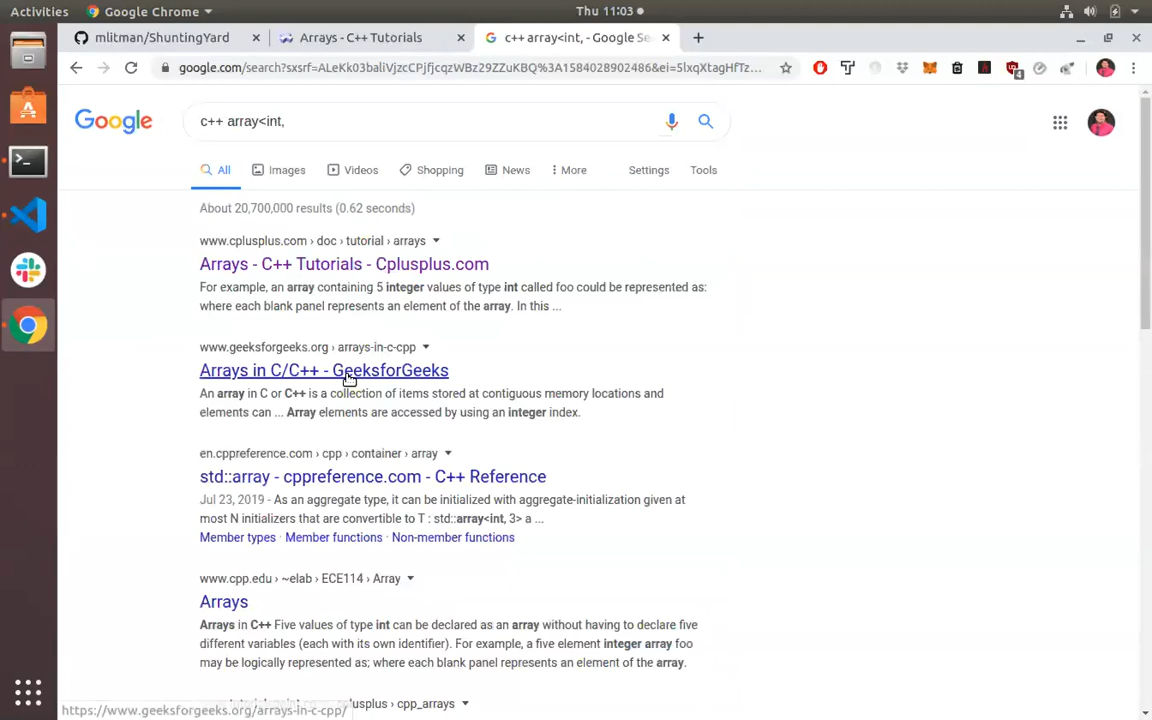 Activities
Google Chrome
Thu 11:03
mlitman/ShuntingYard
Arrays - C++ Tutorials
c++ array<int, - Google Se
google.com/search?sxsrf=ALeKk03baliVjzcCPjfjcqzWBz29ZZuKBQ%3A1584028902486&ei=5lxqXtagHfTz...
4
Google
c++ array<int,
All
Images
Videos
Shopping
News
More
Settings
Tools
About 20,700,000 results (0.62 seconds)
www.cplusplus.com › doc › tutorial › arrays
Arrays - C++ Tutorials - Cplusplus.com
For example, an array containing 5 integer values of type int called foo could be represented as:
where each blank panel represents an element of the array. In this ...
www.geeksforgeeks.org › arrays-in-c-cpp
Arrays in C/C++ - GeeksforGeeks
An array in C or C++ is a collection of items stored at contiguous memory locations and
elements can ... Array elements are accessed by using an integer index.
en.cppreference.com › cpp › container › array
std::array - cppreference.com - C++ Reference
Jul 23, 2019 - As an aggregate type, it can be initialized with aggregate-initialization given at
most N initializers that are convertible to T : std::array<int, 3> a ...
Member types · Member functions · Non-member functions
www.cpp.edu › ~elab › ECE114 › Array
Arrays
Arrays in C++ Five values of type int can be declared as an array without having to declare five
different variables (each with its own identifier). For example, a five element integer array foo
may be logically represented as; where each blank panel represents an element of the array.
plusplus › cpp_arrays
https://www.geeksforgeeks.org/arrays-in-c-cpp/